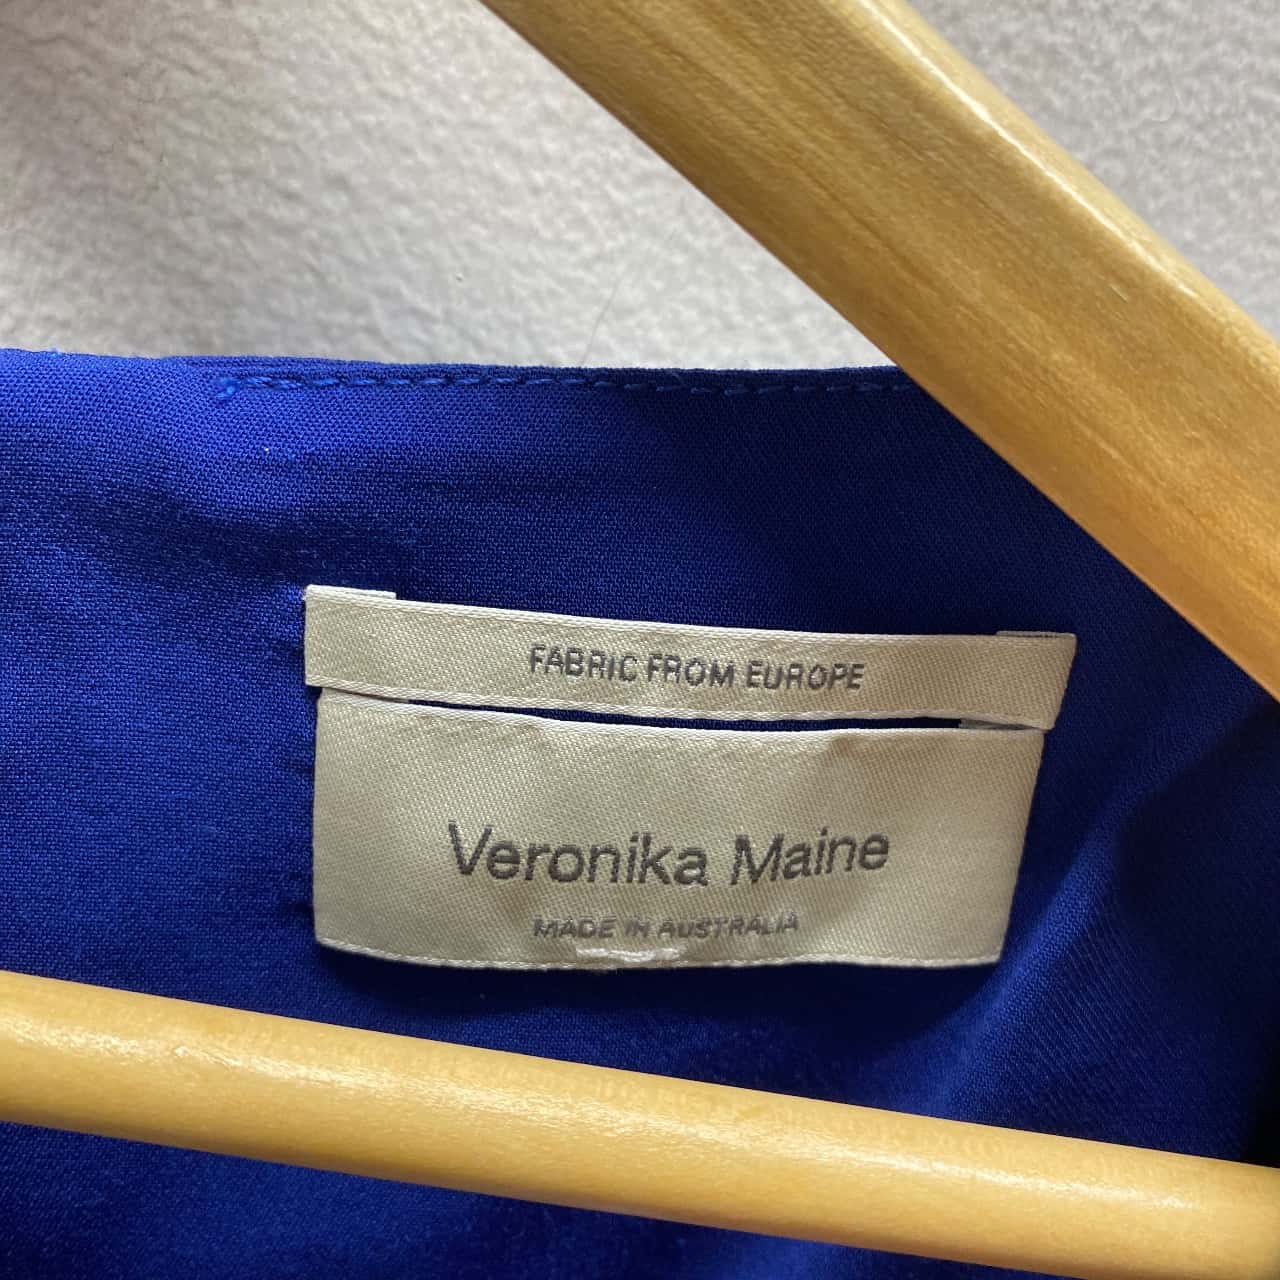 FABRIC FROM EUROPE
Veronika Maine
MADE IN AUSTRALIA